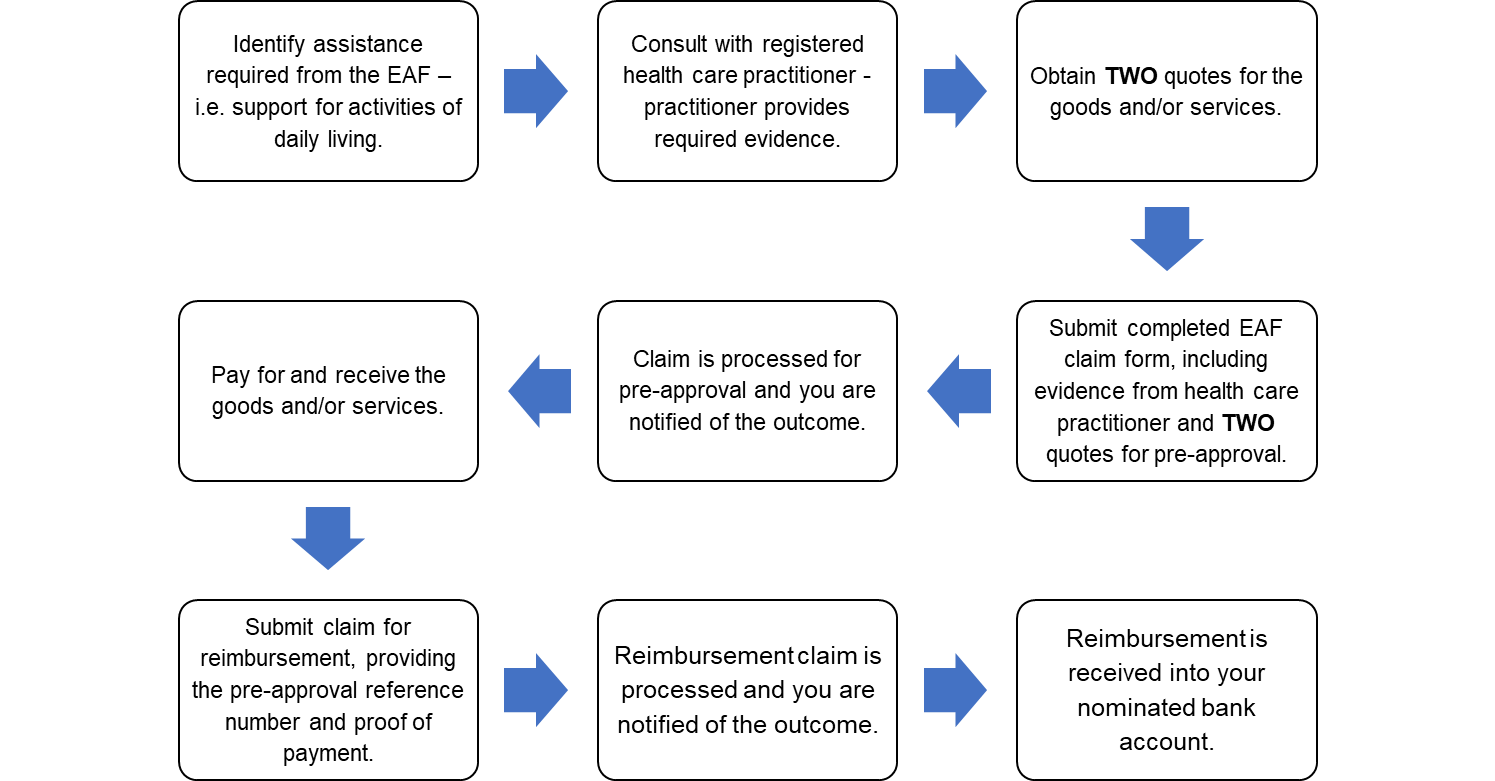 Identify assistance
required from the EAF –
i.e. support for activities of
daily living.
Consult with registered
health care practitioner -
practitioner provides
required evidence.
Obtain TWO quotes for the
goods and/or services.
Submit completed EAF
claim form, including
evidence from health care
practitioner and TWO
quotes for pre-approval.
Claim is processed for
pre-approval and you are
notified of the outcome.
Pay for and receive the
goods and/or services.
Submit claim for
reimbursement, providing
the pre-approval reference
number and proof of
payment.
Reimbursement claim is
processed and you are
notified of the outcome.
Reimbursement is
received into your
nominated bank
account.